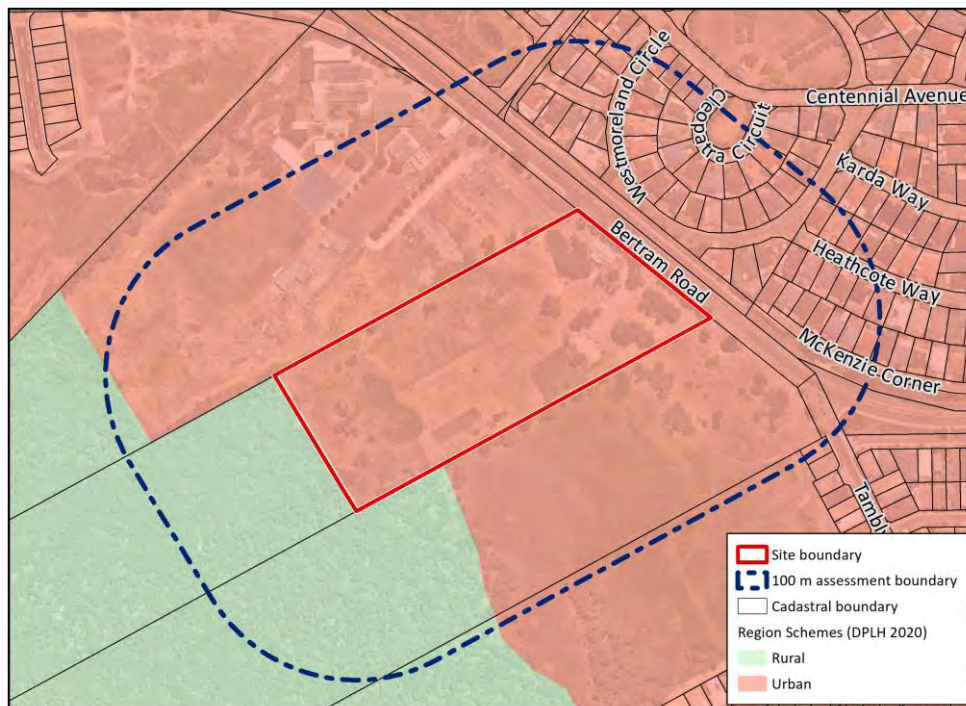 Westmoreland Circle
Cleopatra Circuit
Centennial Avenue
Karda Way
Bertram Road
Heathcote Way
McKenzie Corner
Tambl
Site boundary
100 m assessment boundary
Cadastral boundary
Region Schemes (DPLH 2020)
Rural
Urban